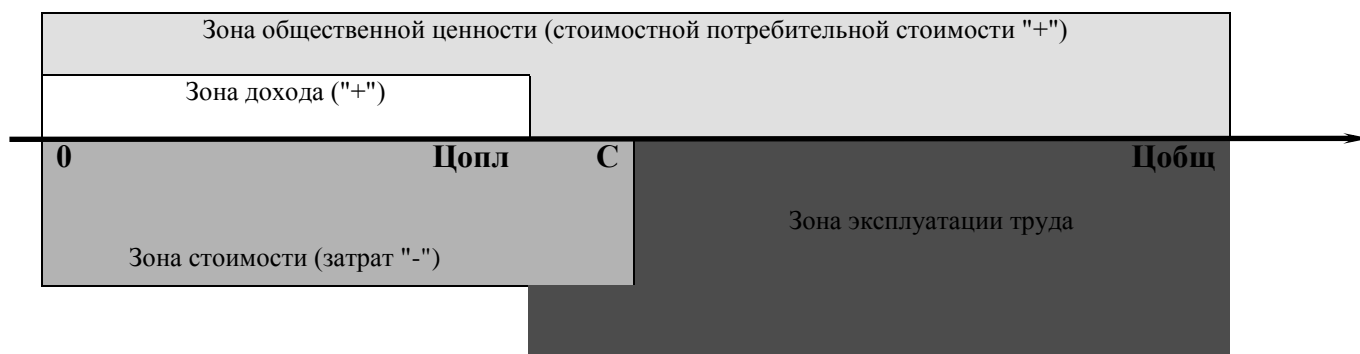 Зона общественной ценности (стоимостной потребительной стоимости "+")
Зона дохода ("+")
0 Цопл С Цобщ
Зона эксплуатации труда
Зона стоимости (затрат "-")